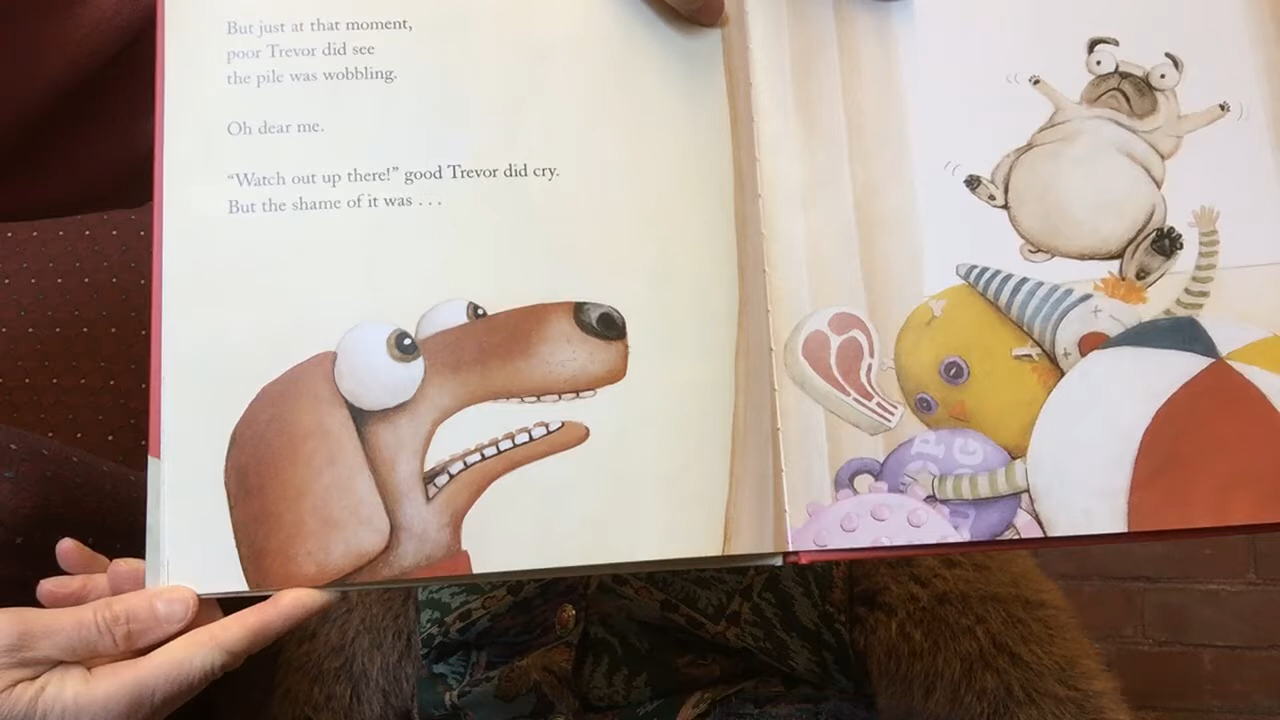 But just at that moment,
poor Trevor did see
the pile was wobbling.
Oh dear me.
“Watch out up there!” good Trevor did cry.
But the shame of it was . . .